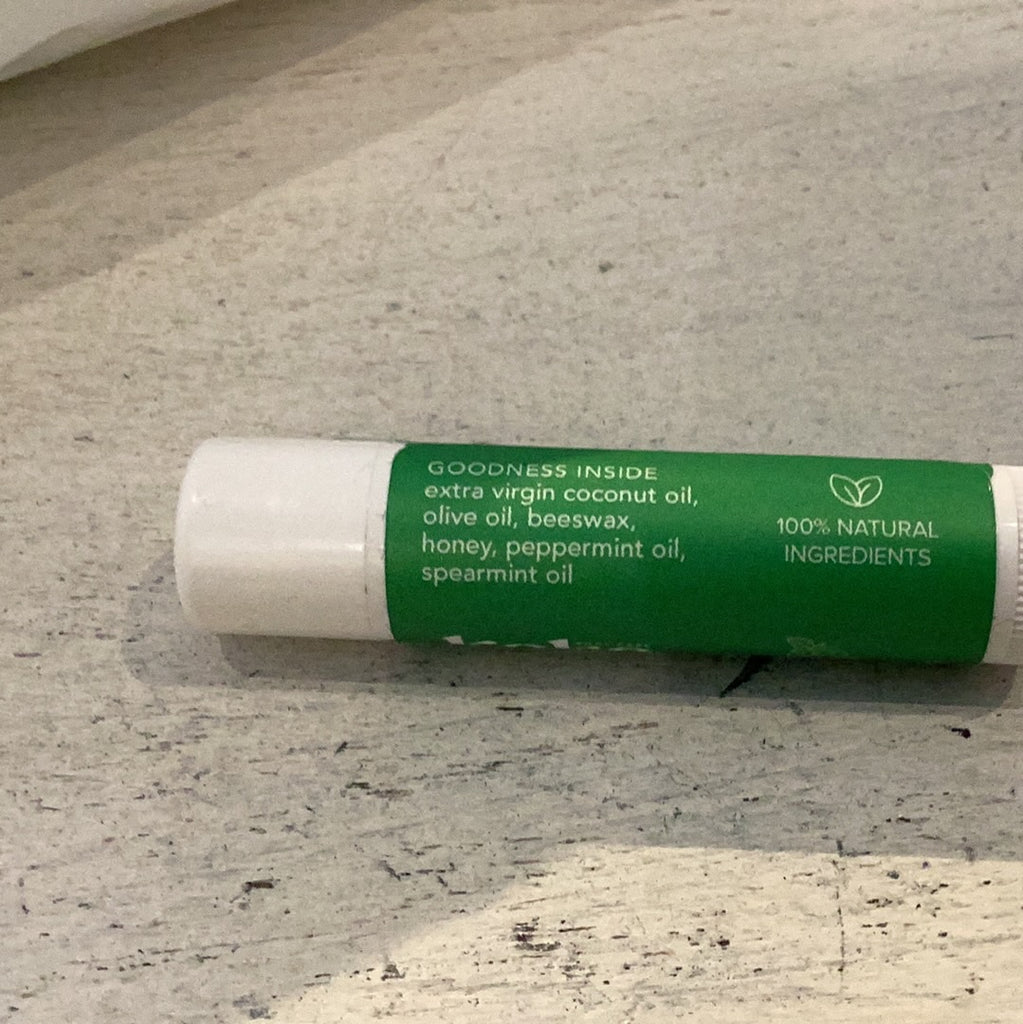 GOODNESS INSIDE
extra virgin coconut oil,
olive oil, beeswax,
honey, peppermint oil,
spearmint oil
100% NATURAL
INGREDIENTS